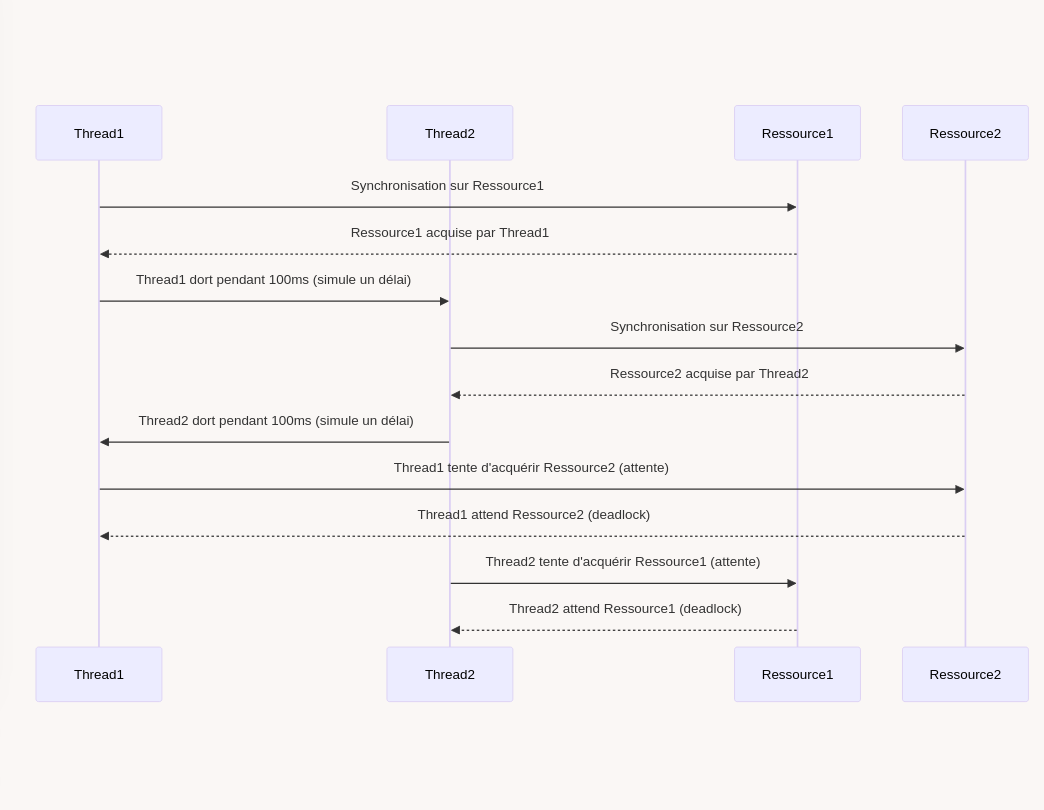 Thread1
Thread2
Ressource1
Ressource2
Synchronisation sur Ressource1
Ressource1 acquise par Thread1
Thread1 dort pendant 100ms (simule un délai)
Synchronisation sur Ressource2
Ressource2 acquise par Thread2
Thread2 dort pendant 100ms (simule un délai)
Thread1 tente d'acquérir Ressource2 (attente)
Thread1 attend Ressource2 (deadlock)
Thread2 tente d'acquérir Ressource1 (attente)
Thread2 attend Ressource1 (deadlock)
Thread1
Thread2
Ressource1
Ressource2